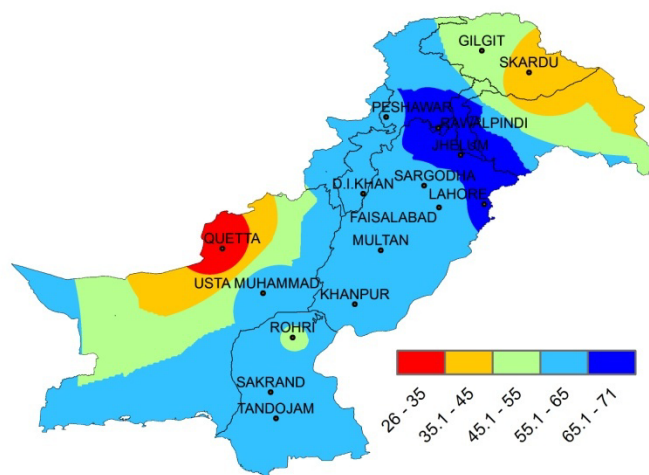 GILGIT
SKARDU
PESHAWAR
RAWALPINDI
JHELUM
SARGODHA
D.I.KHAN
LAHORE
FAISALABAD
QUETTA
MULTAN
USTA MUHAMMAD
KHANPUR
ROHRI
SAKRAND
TANDOJAM
26 - 35
35.1 - 45
45.1 - 55
55.1 - 65
65.1 - 71